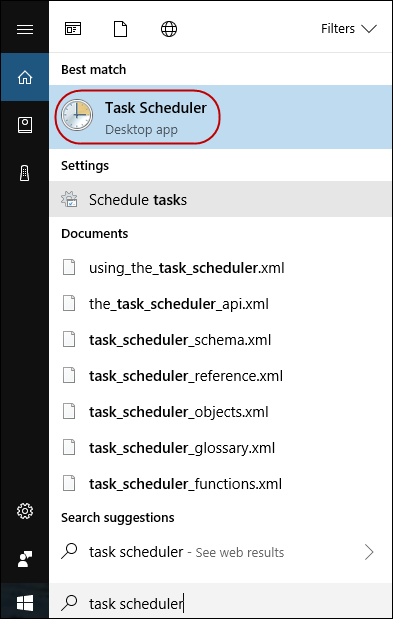 Filters
Best match
Task Scheduler
Desktop app
Settings
Schedule tasks
Documents
using_the_task_scheduler.xml
the_task_scheduler_api.xml
task_scheduler_schema.xml
task_scheduler_reference.xml
task_scheduler_objects.xml
task_scheduler_glossary.xml
task_scheduler_functions.xml
Search suggestions
task scheduler - See web results
task scheduler